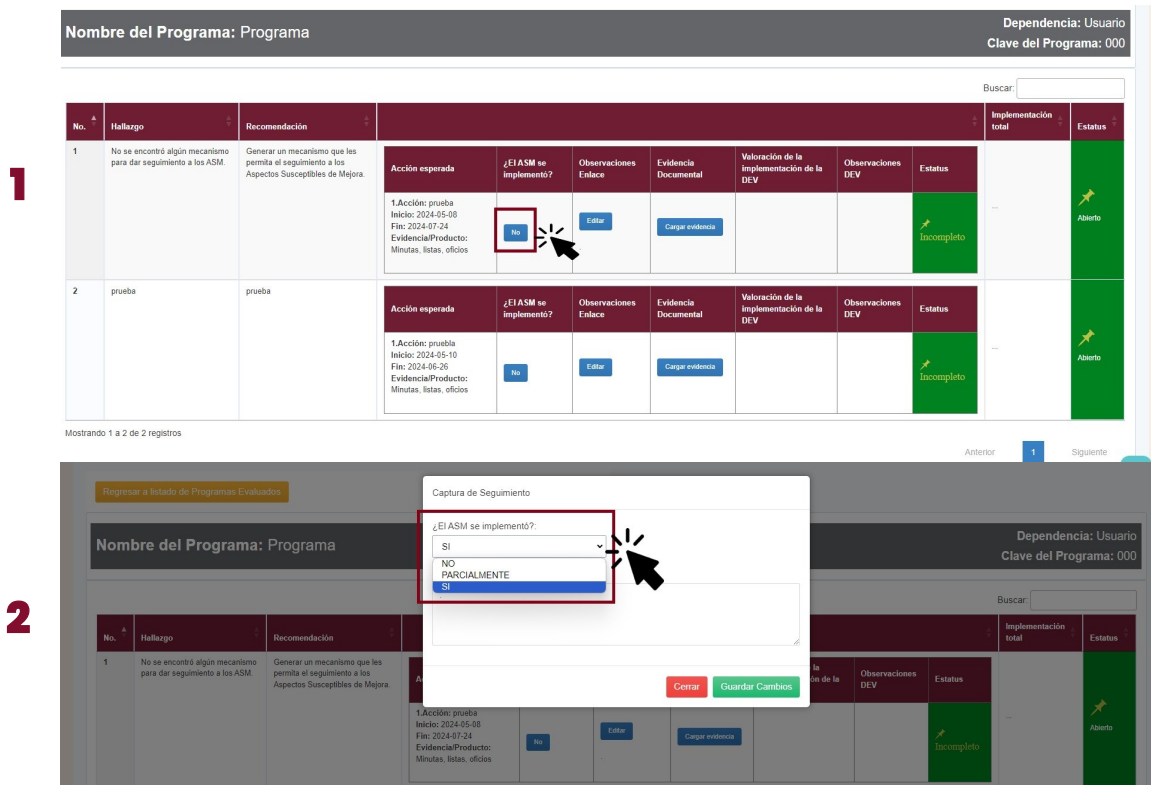 Nombre del Programa: Programa
Dependencia: Usuario
Clave del Programa: 000
Buscar:
No.
Hallazgo
Recomendación
Implementación
total
Estatus
1
1
No se encontró algún mecanismo
para dar seguimiento a los ASM.
Generar un mecanismo que les
permita el seguimiento a los
Aspectos Susceptibles de Mejora.
Acción esperada
¿El ASM se
implementó?
Observaciones
Enlace
Evidencia
Documental
Valoración de la
implementación de la
DEV
Observaciones
DEV
Estatus
1.Acción: prueba
Inicio: 2024-05-08
Fin: 2024-07-24
Evidencia/Producto:
Minutas, listas, oficios
No
Editar
Cargar evidencia
Incompleto
...
Abierto
2
prueba
prueba
Acción esperada
¿El ASM se
implementó?
Observaciones
Enlace
Evidencia
Documental
Valoración de la
implementación de la
DEV
Observaciones
DEV
Estatus
1.Acción: puebla
Inicio: 2024-05-10
Fin: 2024-06-26
Evidencia/Producto:
Minutas, listas, oficios
No
Editar
Cargar evidencia
Incompleto
...
Abierto
Mostrando 1 a 2 de 2 registros
Anterior 1 Siguiente
2
Regresar a listado de Programas Evaluados.
Captura de Seguimiento
¿El ASM se implementó?:
SI
NO
PARCIALMENTE
SI
Cerrar
Guardar Cambios
Nombre del Programa: Programa
Dependencia: Usuario
Clave del Programa: 000
Buscar:
No.
Hallazgo
Recomendación
Implementación
total
Estatus
1
No se encontró algún mecanismo
para dar seguimiento a los ASM.
Generar un mecanismo que les
permita el seguimiento a los
Aspectos Susceptibles de Mejora.
la
ón de la
Observaciones
DEV
Estatus
1.Acción: prueba
Inicio: 2024-05-08
Fin: 2024-07-24
Evidencia/Producto:
Minutas, listas, oficios
No
Editar
Cargar evidencia
Incompleto
...
Abierto